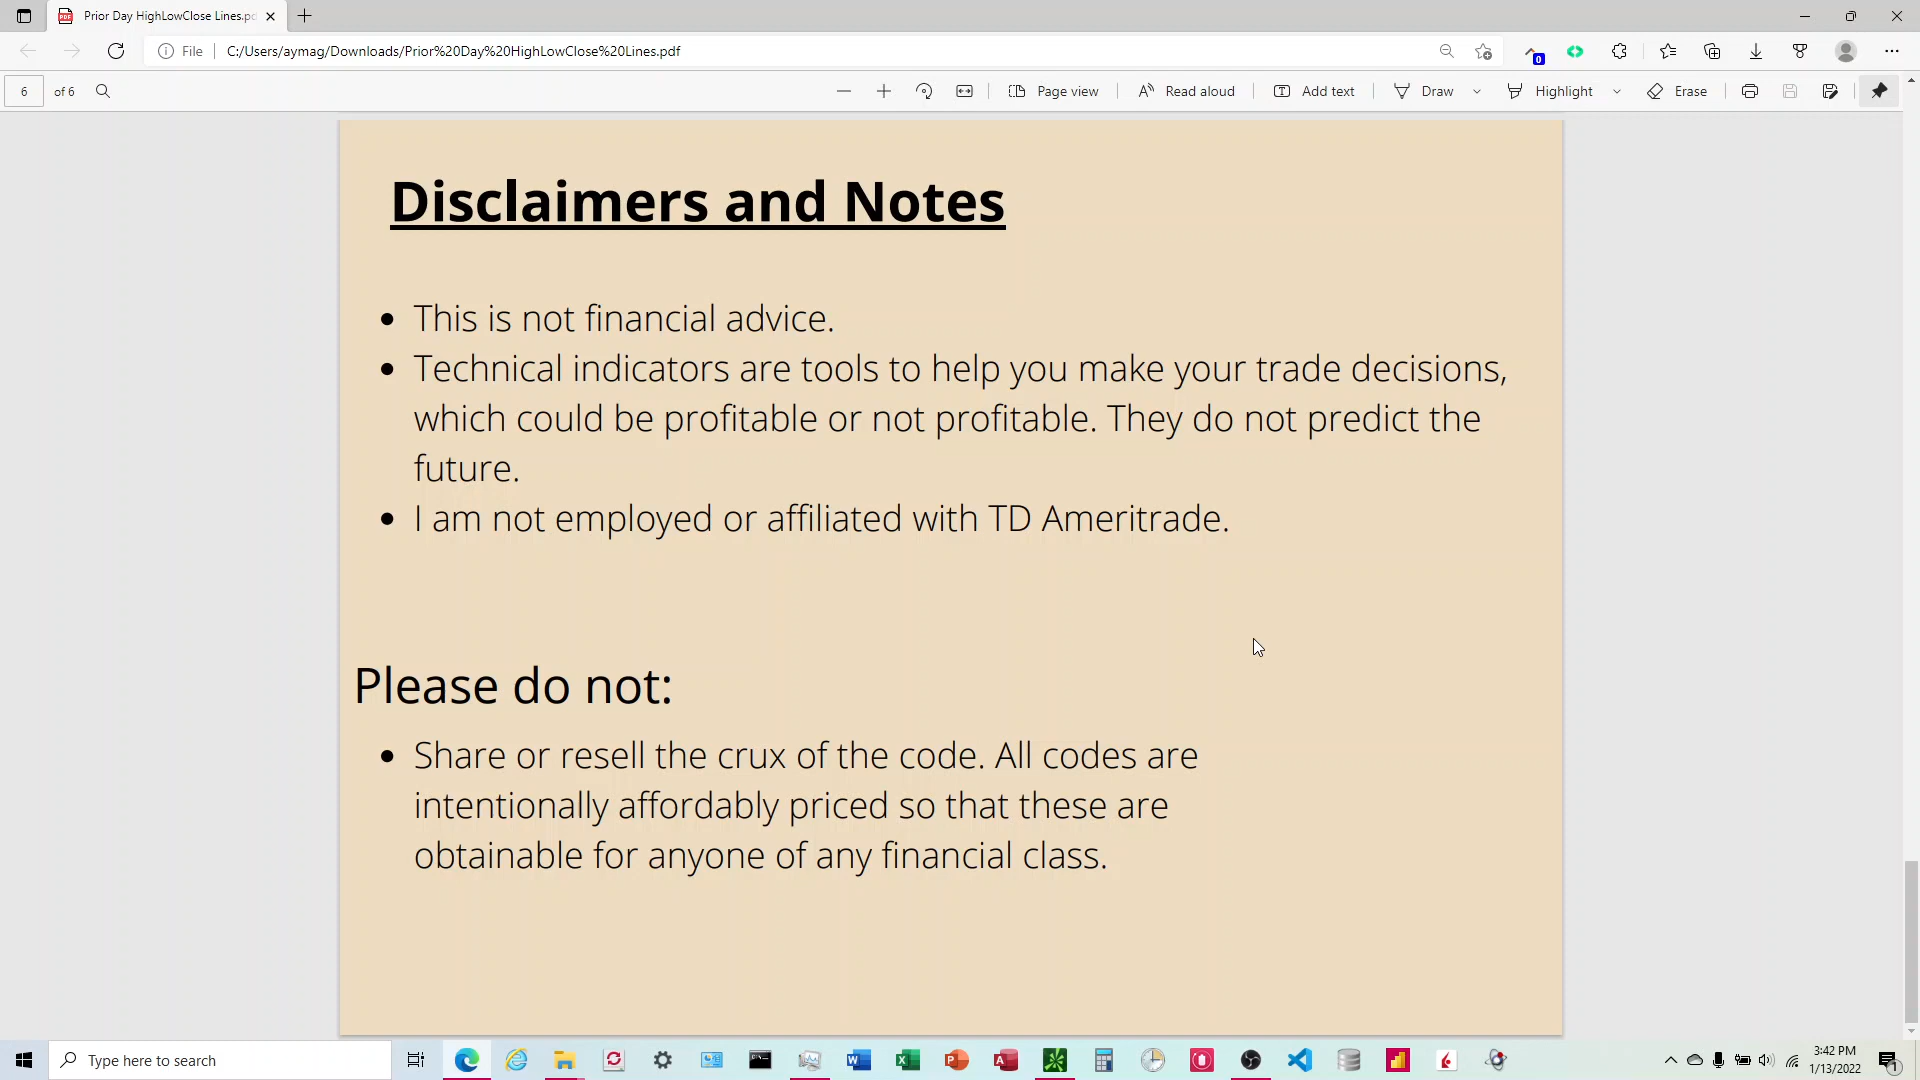 Prior Day HighLowClose Lines.pd
File
C:/Users/aymag/Downloads/Prior%20Day%20HighLowClose%20Lines.pdf
0
6
of 6
Page view
Read aloud
Add text
Draw
Highlight
Erase
Disclaimers and Notes
• This is not financial advice.
• Technical indicators are tools to help you make your trade decisions,
which could be profitable or not profitable. They do not predict the
future.
• I am not employed or affiliated with TD Ameritrade.
Please do not:
• Share or resell the crux of the code. All codes are
intentionally affordably priced so that these are
obtainable for anyone of any financial class.
Type here to search
3:42 PM
1/13/2022
1